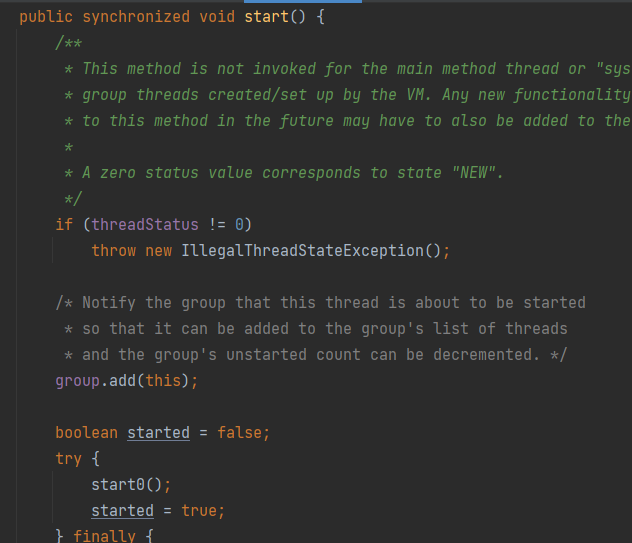 public synchronized void start() {
/**
* This method is not invoked for the main method thread or "sys
* group threads created/set up by the VM. Any new functionality
* to this method in the future may have to also be added to the
*
* A zero status value corresponds to state "NEW".
*/
if (threadStatus != 0)
throw new IllegalThreadStateException();
/* Notify the group that this thread is about to be started
* so that it can be added to the group's list of threads
* and the group's unstarted count can be decremented. */
group.add(this);
boolean started = false;
try {
start0();
started = true;
} finally {